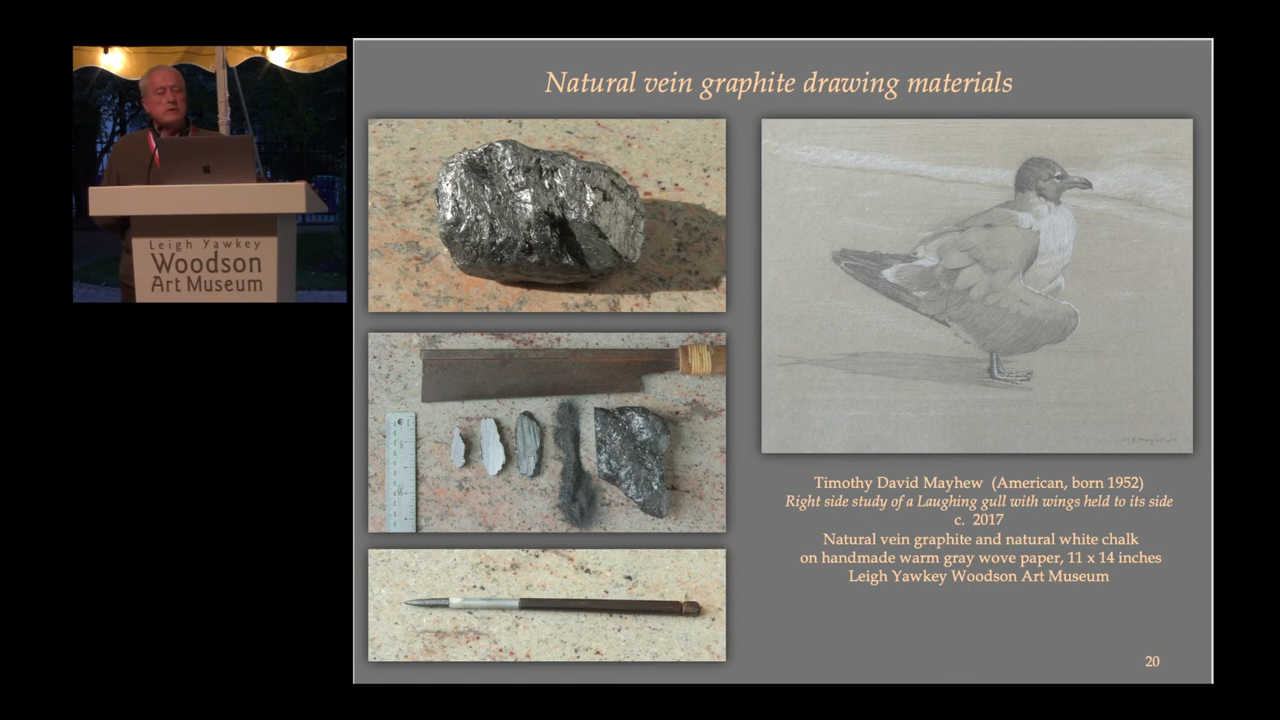 Leigh Yawkey
Woodson
Art Museum
Natural vein graphite drawing materials
Timothy David Mayhew (American, born 1952)
Right side study of a Laughing gull with wings held to its side
c. 2017
Natural vein graphite and natural white chalk
on handmade warm gray wove paper, 11 x 14 inches
Leigh Yawkey Woodson Art Museum
20